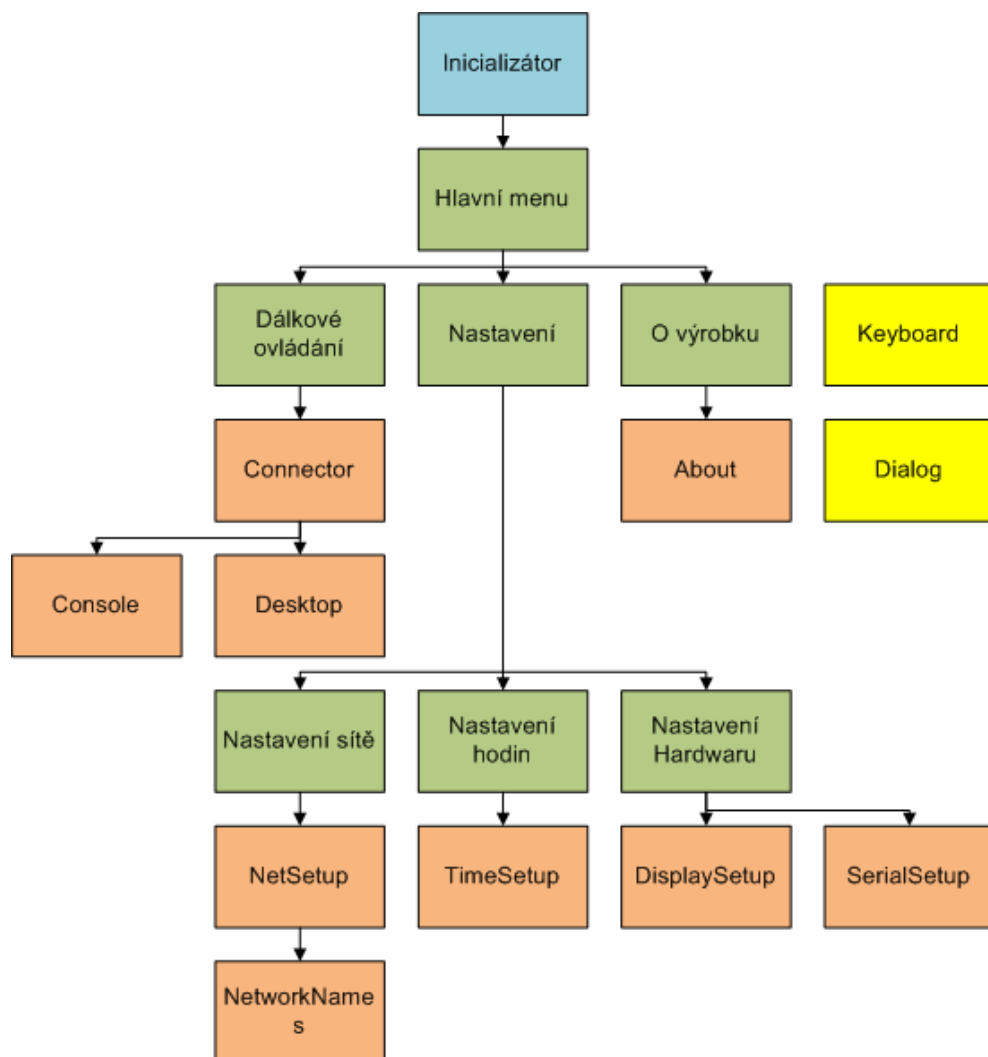 Inicializátor
Hlavní menu
Dálkové
ovládání
Nastavení
O výrobku
Keyboard
Connector
About
Dialog
Console
Desktop
Nastavení sítě
Nastavení
hodin
Nastavení
Hardwaru
NetSetup
TimeSetup
DisplaySetup
SerialSetup
NetworkName
s